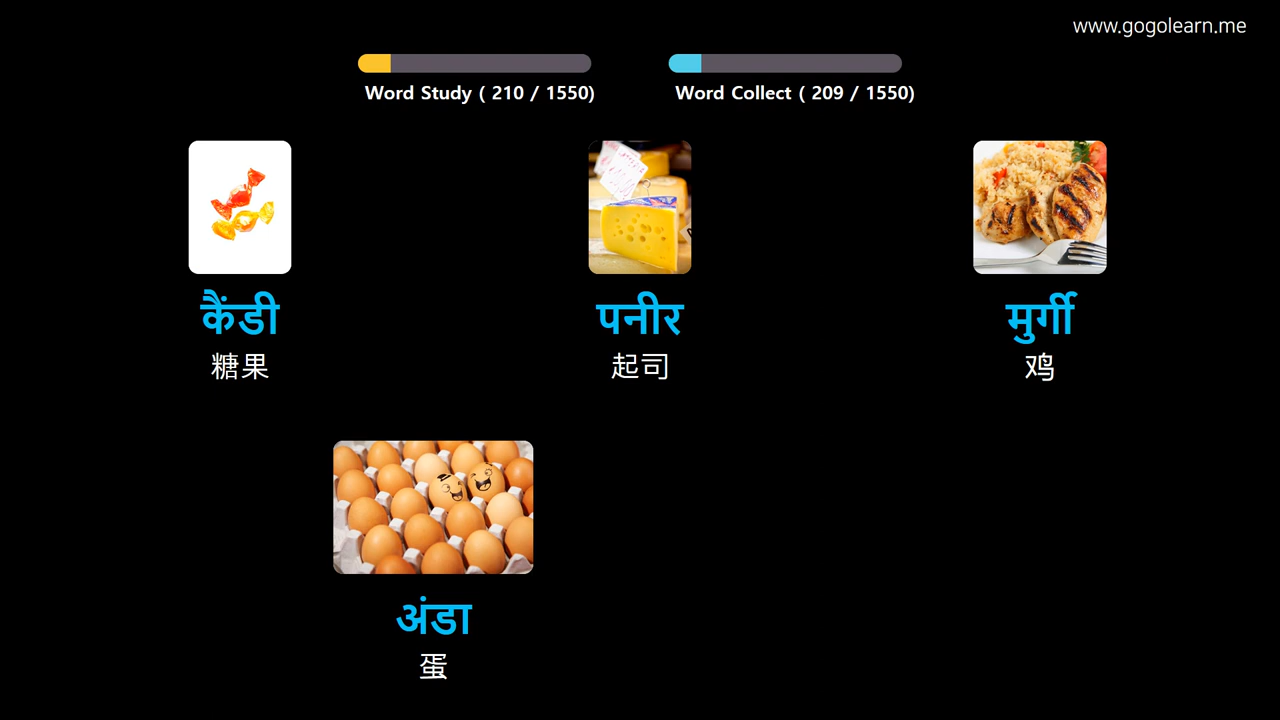 www.gogolearn.me
Word Study ( 210 / 1550)
Word Collect ( 209 / 1550)
कैंडी
糖果
पनीर
起司
मुर्गी
鸡
अंडा
蛋